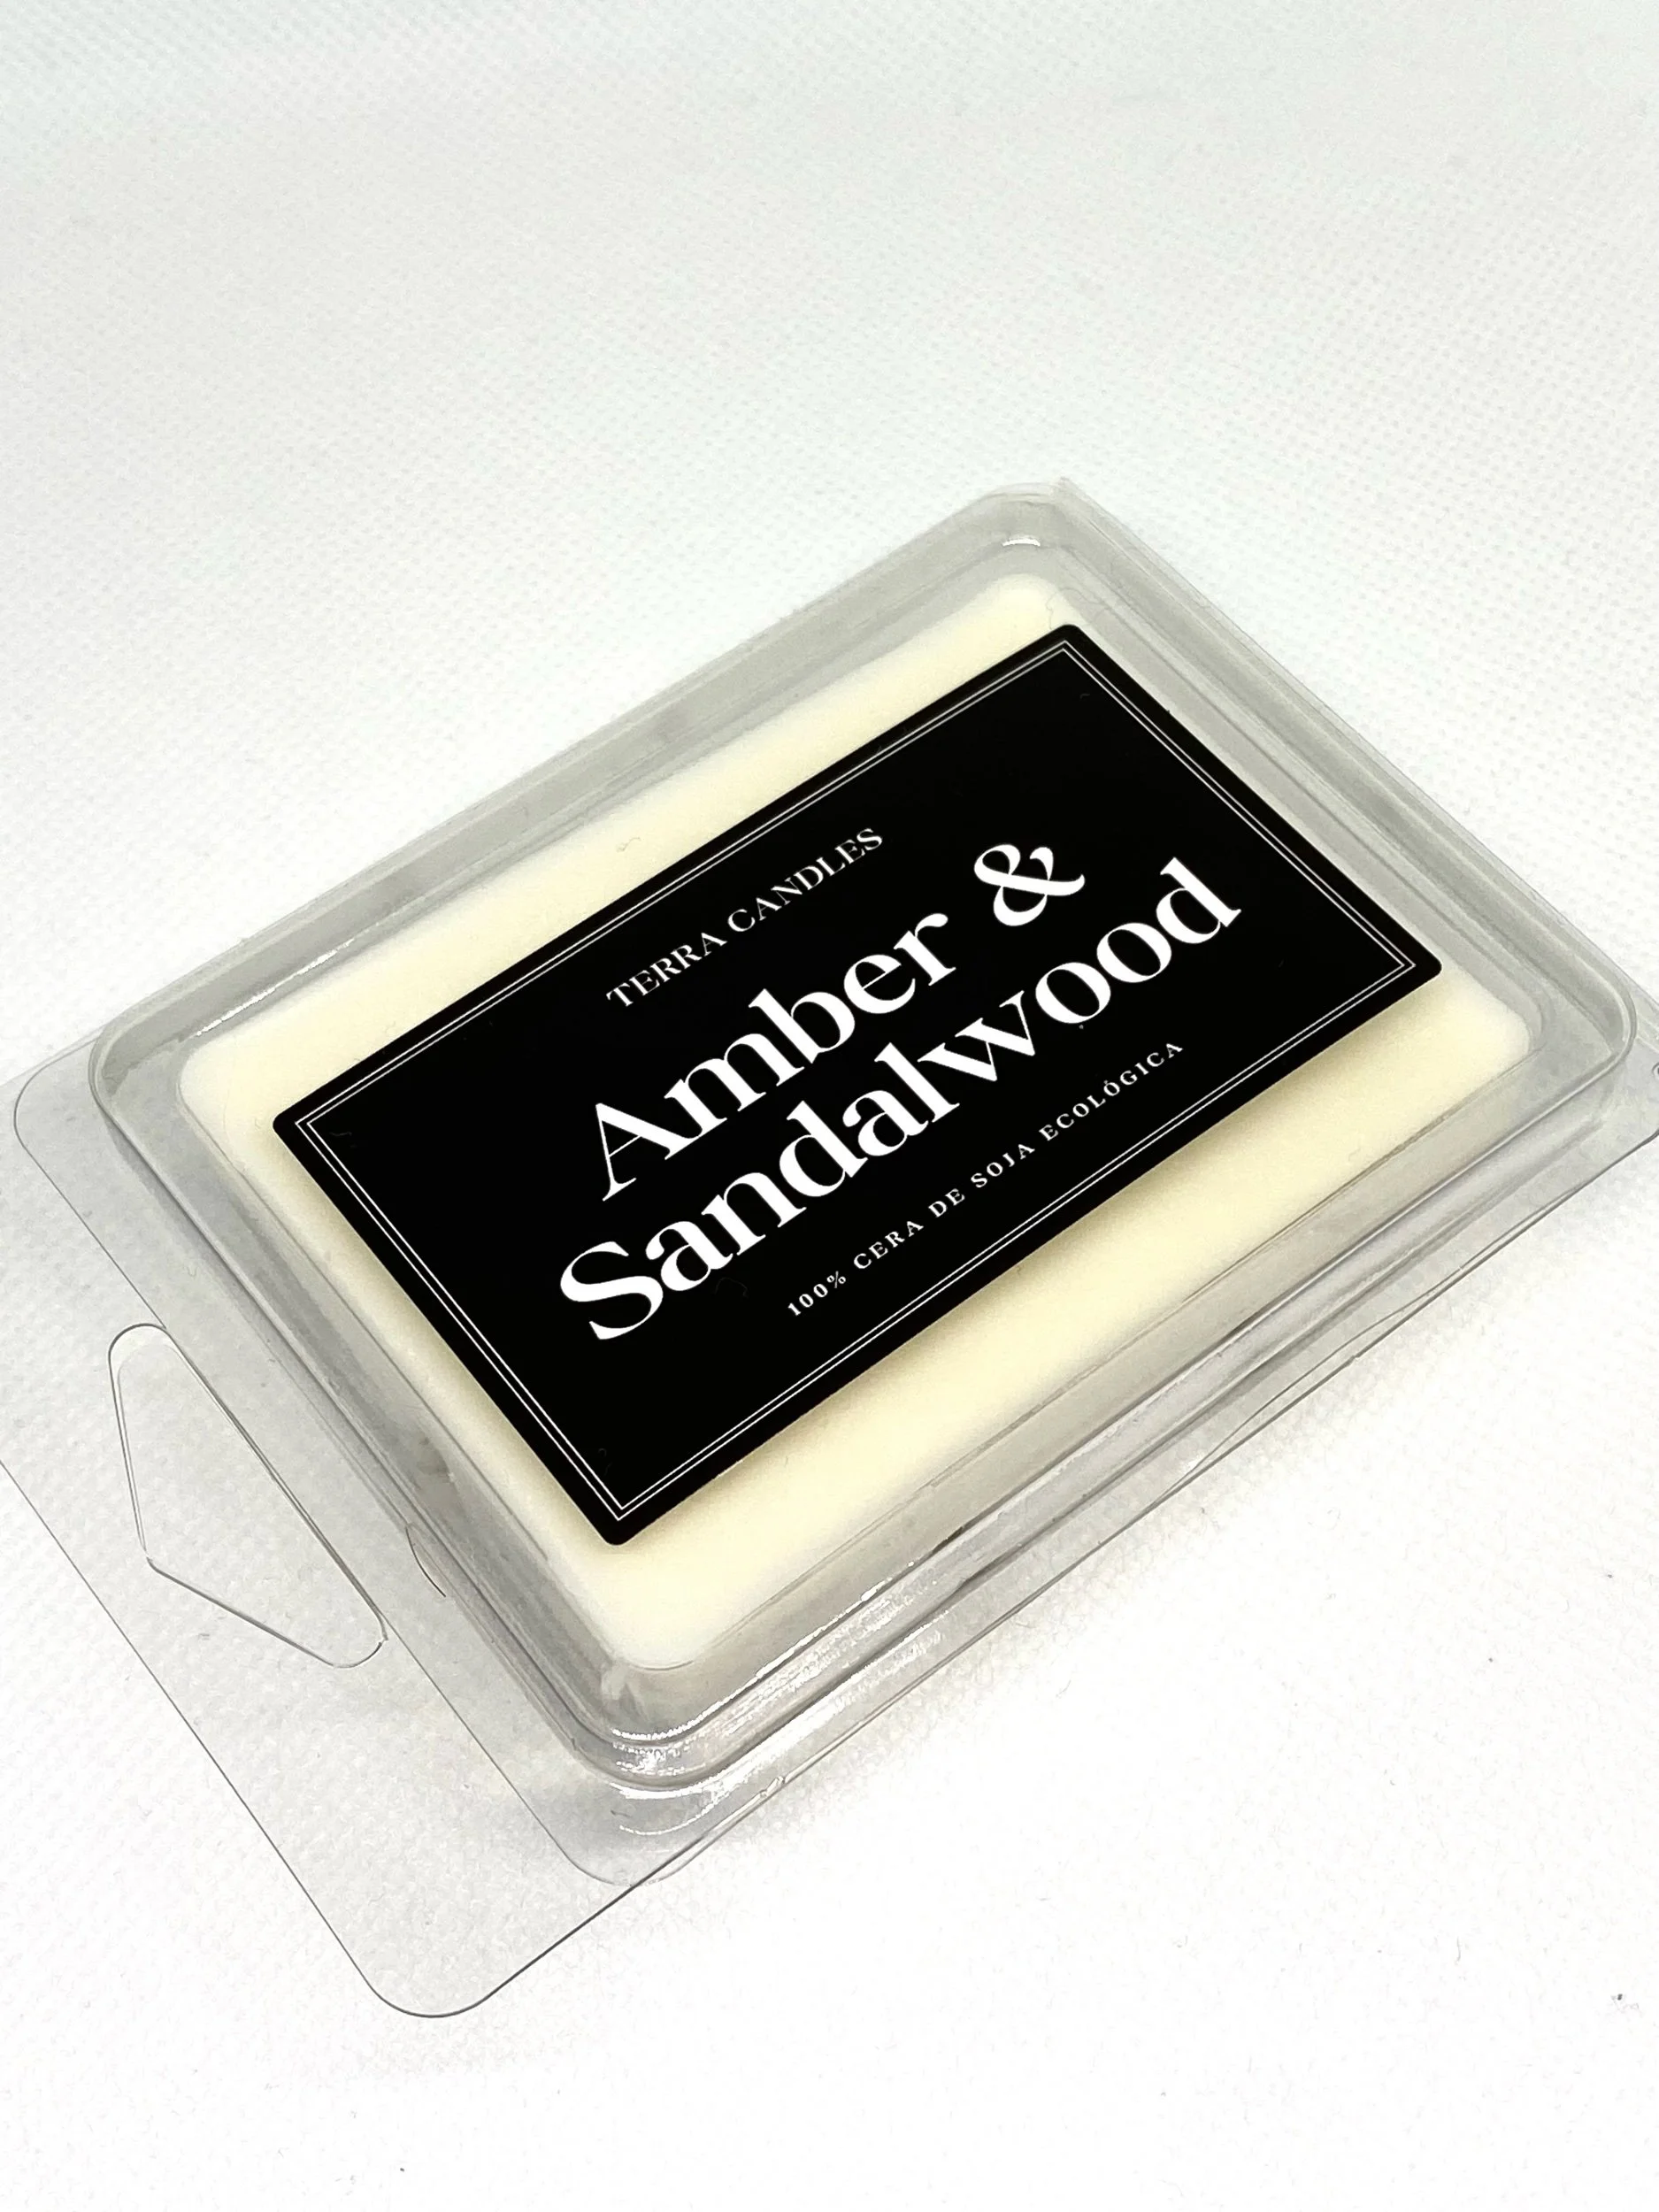 TERRA CANDLES
Amber &
Sandalwood
100% CERA DE SOJA ECOLÓGICA